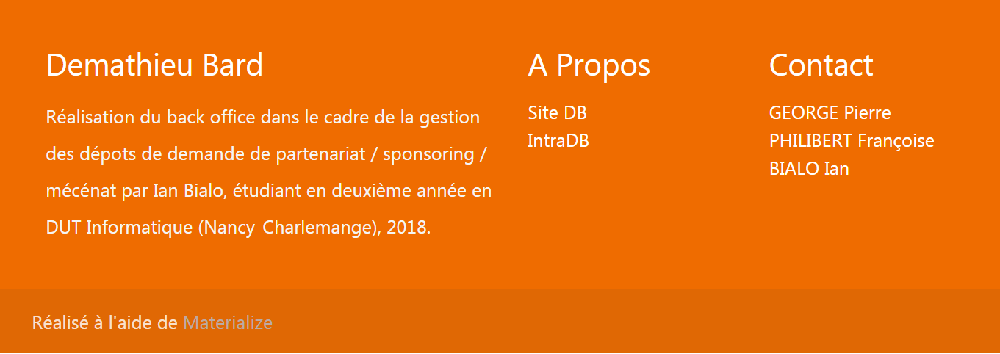 Demathieu Bard
Réalisation du back office dans le cadre de la gestion
des dépots de demande de partenariat / sponsoring /
mécénat par Ian Bialo, étudiant en deuxième année en
DUT Informatique (Nancy-Charlemange), 2018.
A Propos
Site DB
IntraDB
Contact
GEORGE Pierre
PHILIBERT Françoise
BIALO Ian
Réalisé à l'aide de Materialize